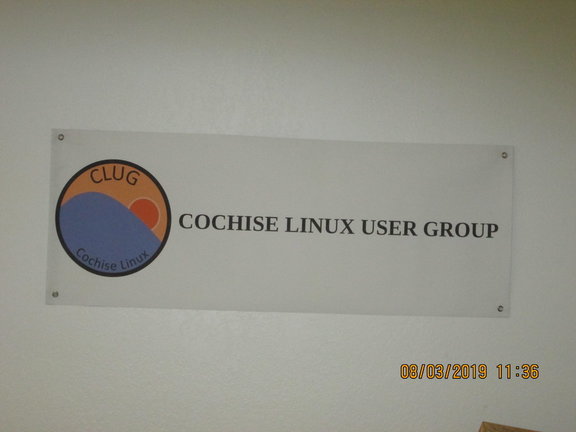 CLUG
Cochise Linux
COCHISE LINUX USER GROUP
08/03/2019 11:36